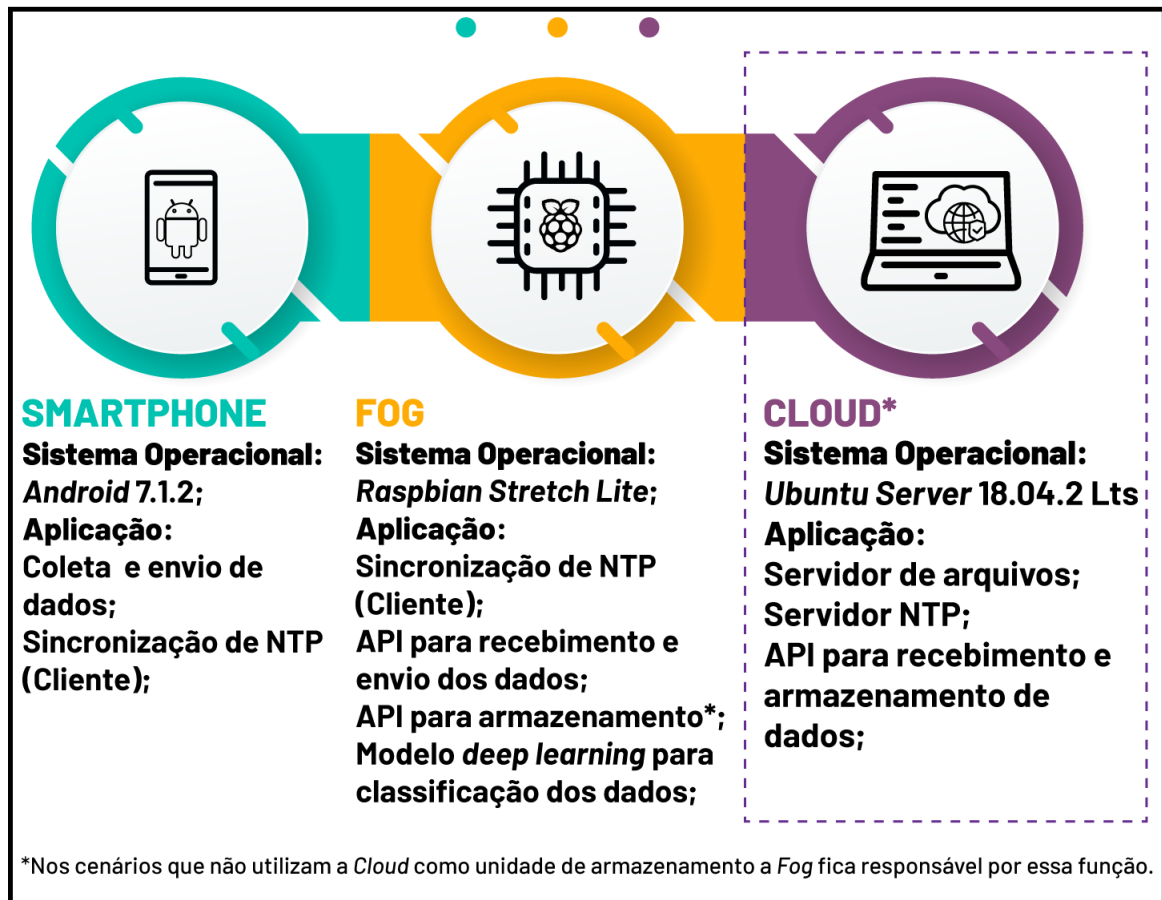 SMARTPHONE
Sistema Operacional:
Android 7.1.2;
Aplicação:
Coleta e envio de
dados;
Sincronização de NTP
(Cliente);
FOG
Sistema Operacional:
Raspbian Stretch Lite;
Aplicação:
Sincronização de NTP
(Cliente);
API para recebimento e
envio dos dados;
API para armazenamento*;
Modelo deep learning para
classificação dos dados;
CLOUD*
Sistema Operacional:
Ubuntu Server 18.04.2 Lts
Aplicação:
Servidor de arquivos;
Servidor NTP;
API para recebimento e
armazenamento de
dados;
*Nos cenários que não utilizam a Cloud como unidade de armazenamento a Fog fica responsável por essa função.